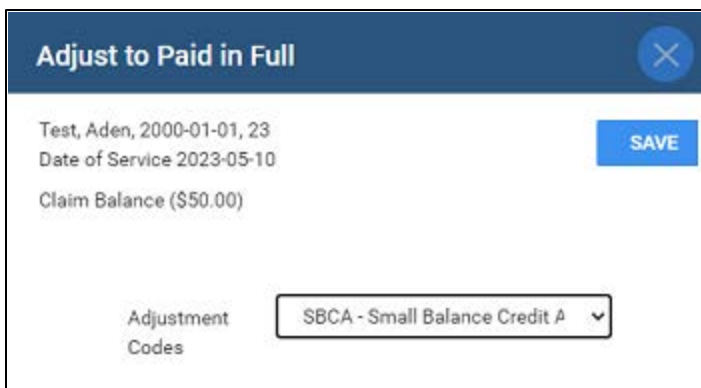 Adjust to Paid in Full
Test, Aden, 2000-01-01, 23
SAVE
Date of Service 2023-05-10
Claim Balance ($50.00)
Adjustment
Codes
SBCA - Small Balance Credit A